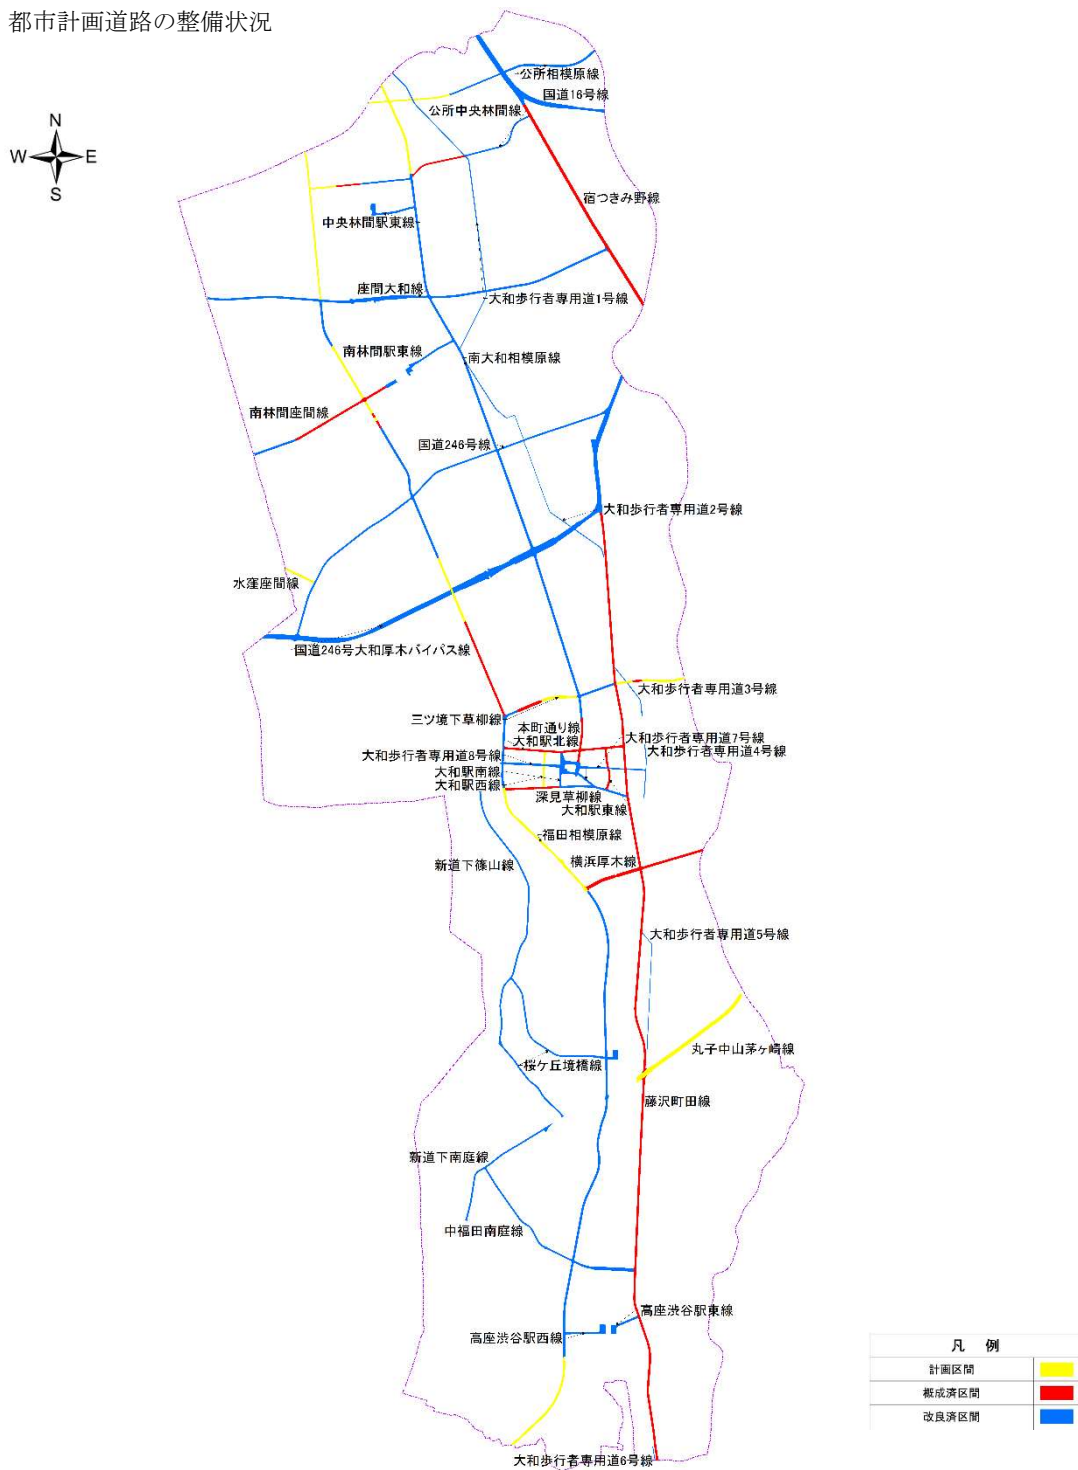 都市計画道路の整備状況
N
W
E
S
公所相模原線
国道16号線
公所中央林間線
宿つきみ野線
中央林間駅東線
座間大和線
大和歩行者専用道1号線
南林間駅東線
南大和相模原線
南林間座間線
国道246号線
大和歩行者専用道2号線
水窪座間線
国道246号大和厚木バイパス線
大和歩行者専用道3号線
三ツ境下草柳線
本町通り線
大和駅北線
大和歩行者専用道7号線
大和歩行者専用道4号線
大和歩行者専用道8号線
大和駅南線
大和駅西線
深見草柳線
大和駅東線
福田相模原線
横浜厚木線
新道下篠山線
大和歩行者専用道5号線
丸子中山茅ヶ崎線
桜ケ丘境橋線
藤沢町田線
新道下南庭線
中福田南庭線
高座渋谷駅東線
高座渋谷駅西線
大和歩行者専用道6号線
凡 例
計画区間
概成済区間
改良済区間